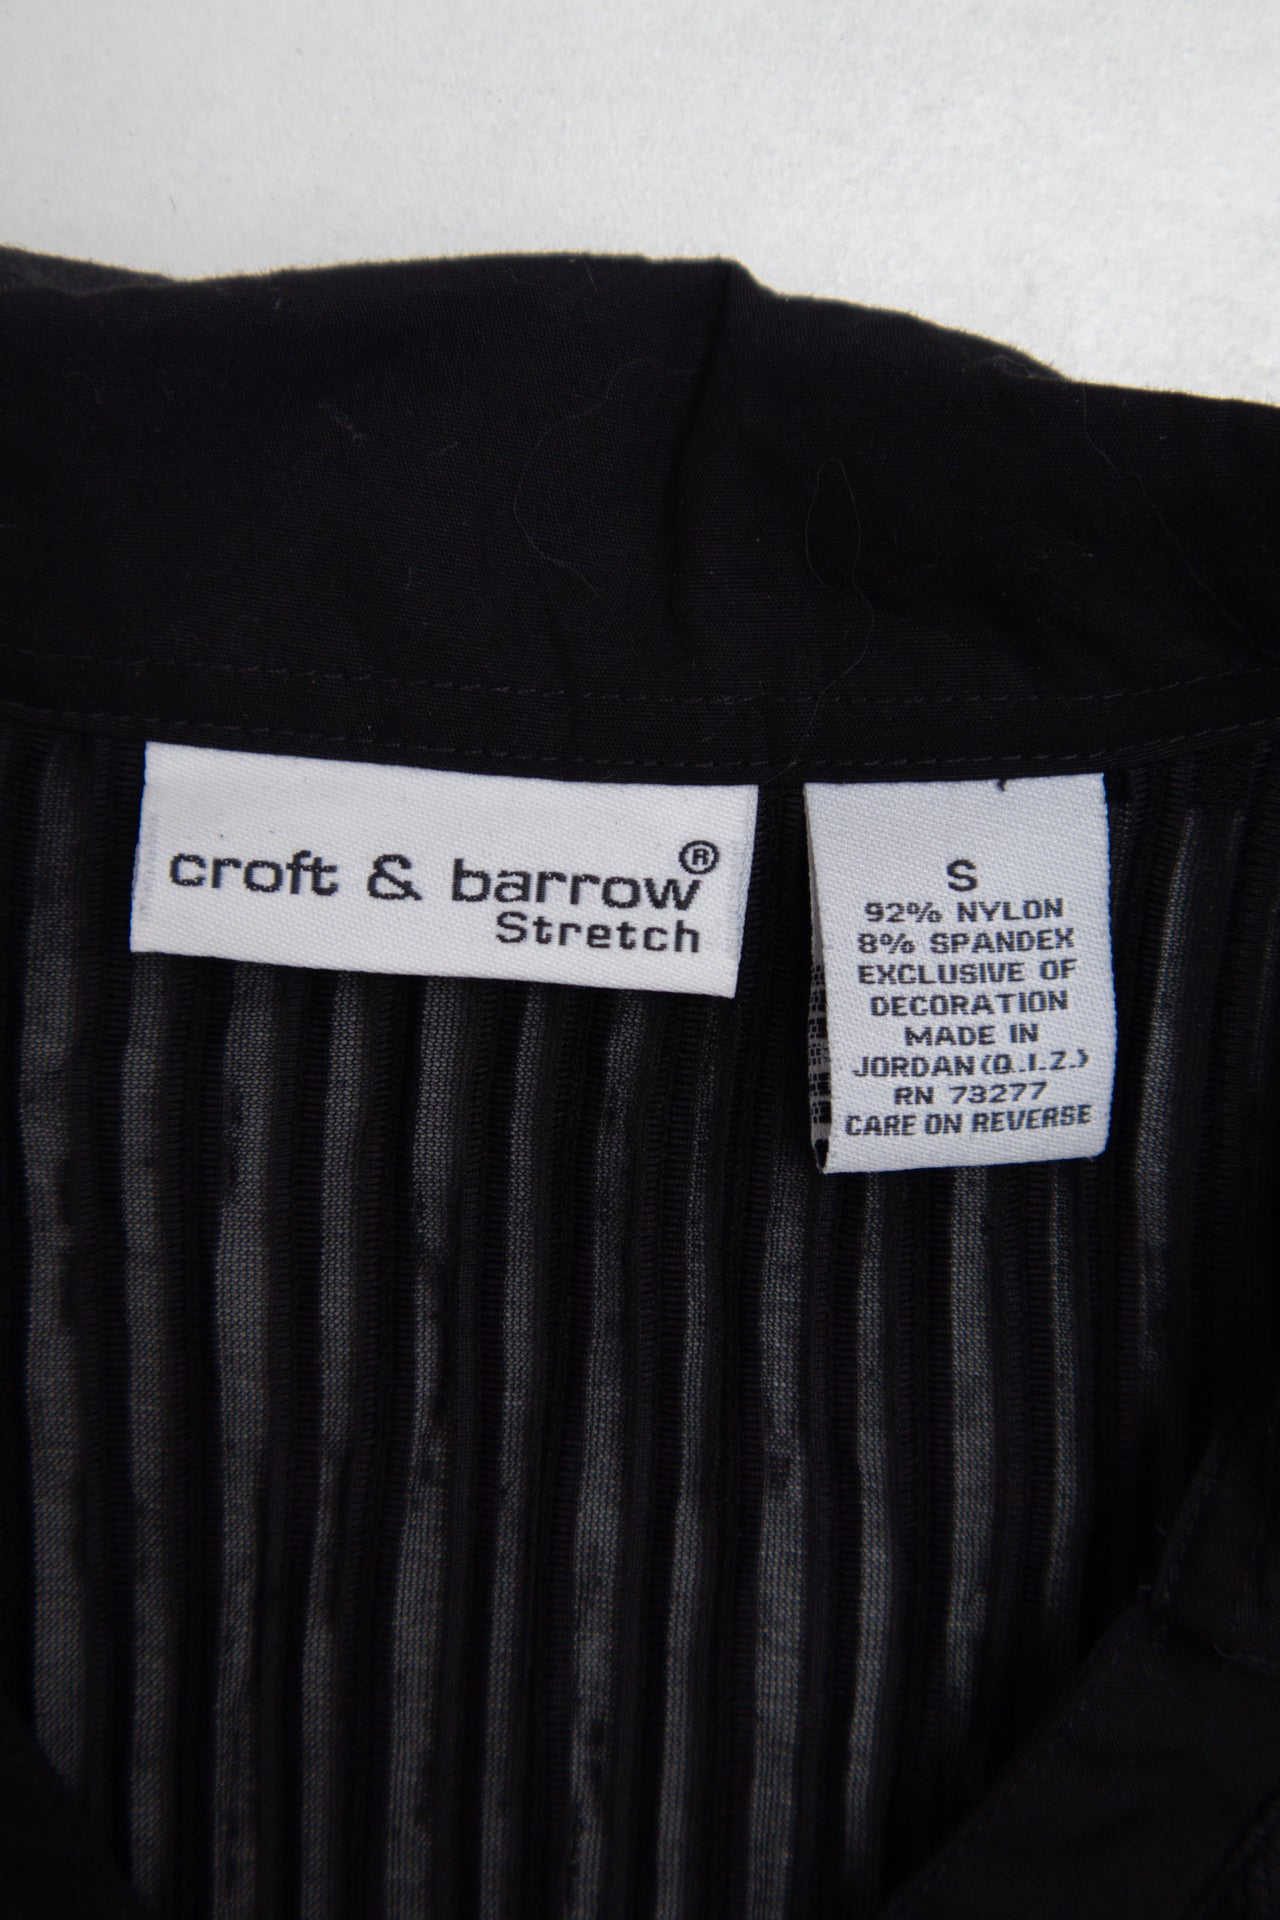 croft & barrow®
Stretch
S
92% NYLON
8% SPANDEX
EXCLUSIVE OF
DECORATION
MADE IN
JORDAN(Q.I.Z.)
RN 73277
CARE ON REVERSE